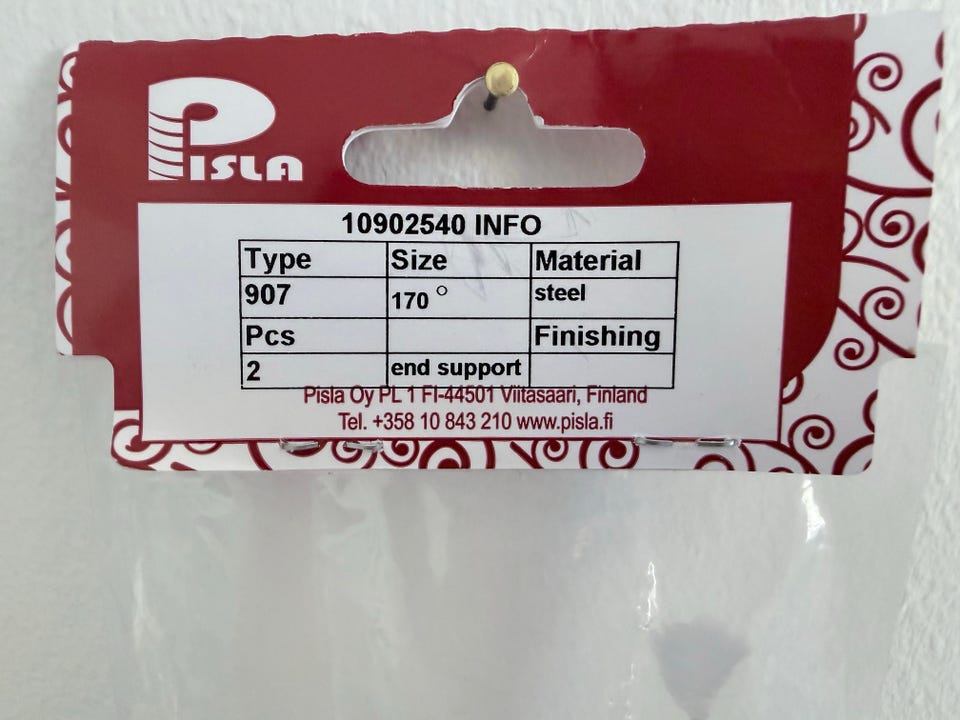 PISLA
10902540 INFO
Type Size Material
907 170° steel
Pcs Finishing
2 end support
Pisla Oy PL 1 FI-44501 Viitasaari, Finland
Tel. +358 10 843 210 www.pisla.fi